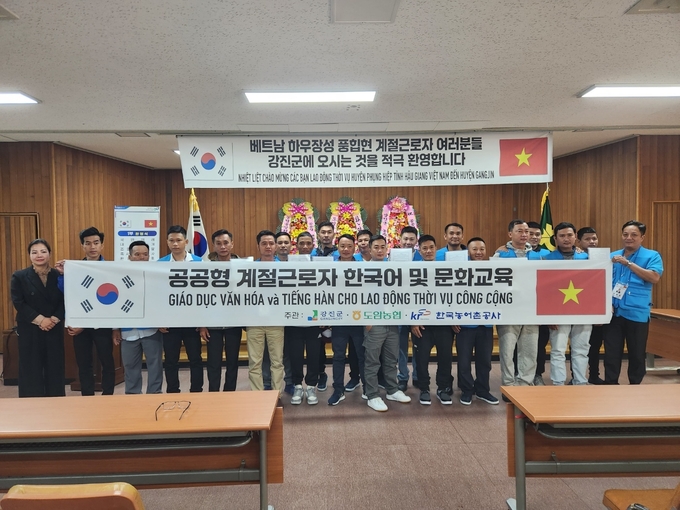 베트남 하우장성 풍힙현 계절근로자 여러분들
강진군에 오시는 것을 적극 환영합니다
NHIỆT LIỆT CHÀO MỪNG CÁC BẠN LAO ĐỘNG THỜI VỤ HUYỆN PHỤNG HIỆP TỈNH HẬU GIANG VIỆT NAM ĐẾN HUYỆN GANGJIN
공공형 계절근로자 한국어 및 문화교육
GIÁO DỤC VĂN HÓA và TIẾNG HÀN CHO LAO ĐỘNG THỜI VỤ CÔNG CỘNG
주관 : 강진군 · 도암농협 · 한국농어촌공사